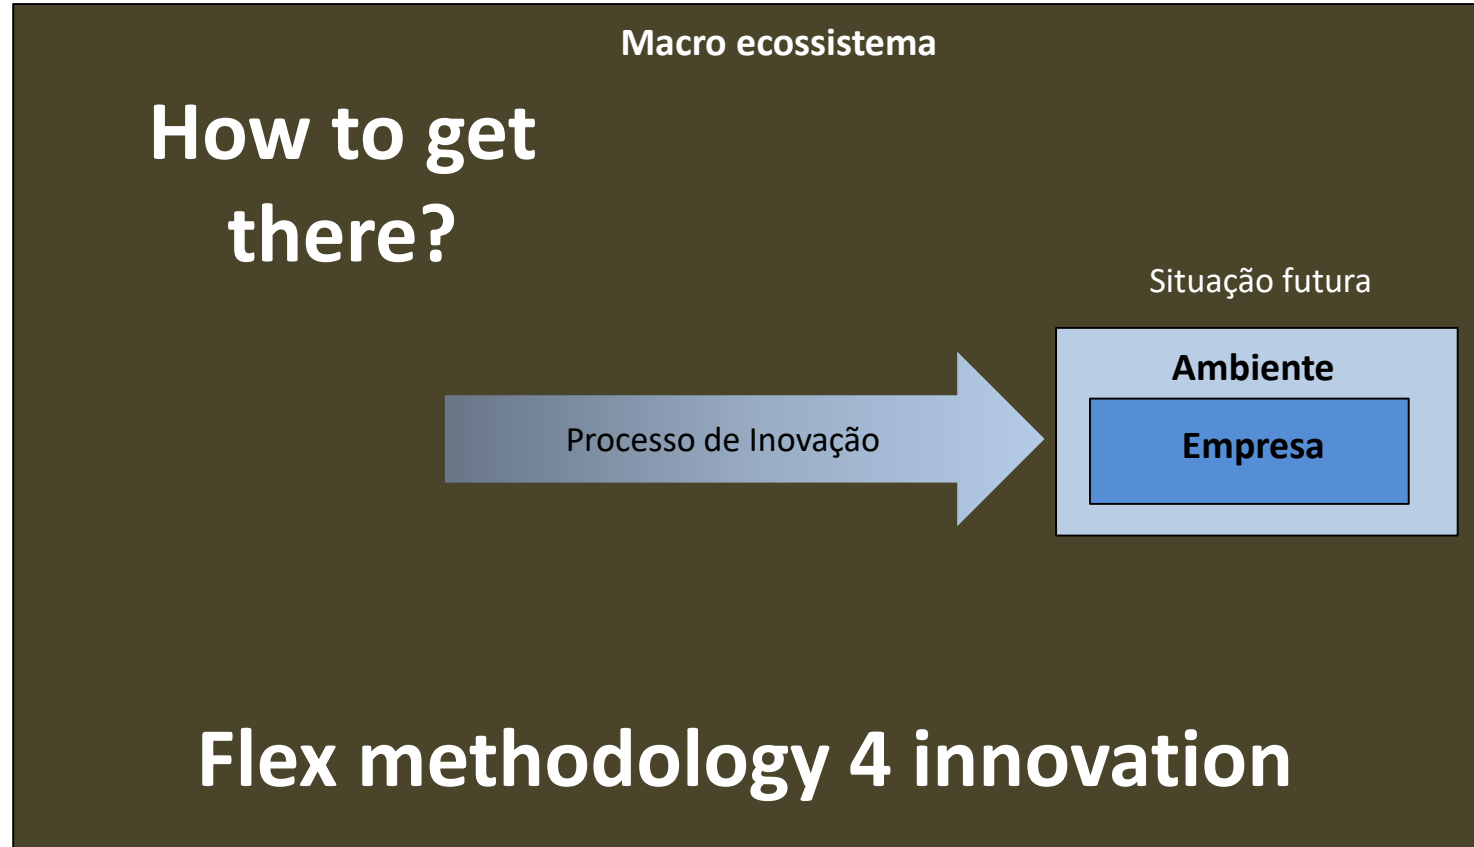 Macro ecossistema
How to get
there?
Situação futura
Ambiente
Processo de Inovação
Empresa
Flex methodology 4 innovation